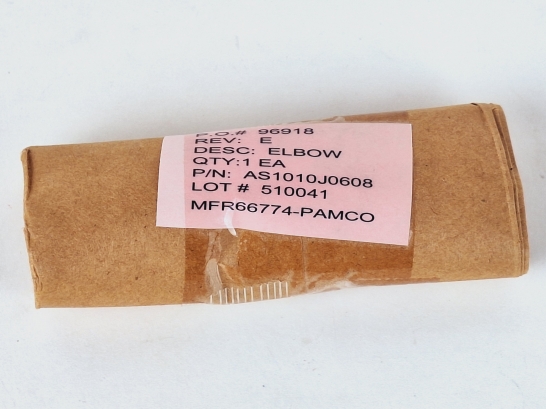 P.O.# 96918
REV: E
DESC: ELBOW
QTY:1 EA
P/N: AS1010J0608
LOT # 510041
MFR66774-PAMCO